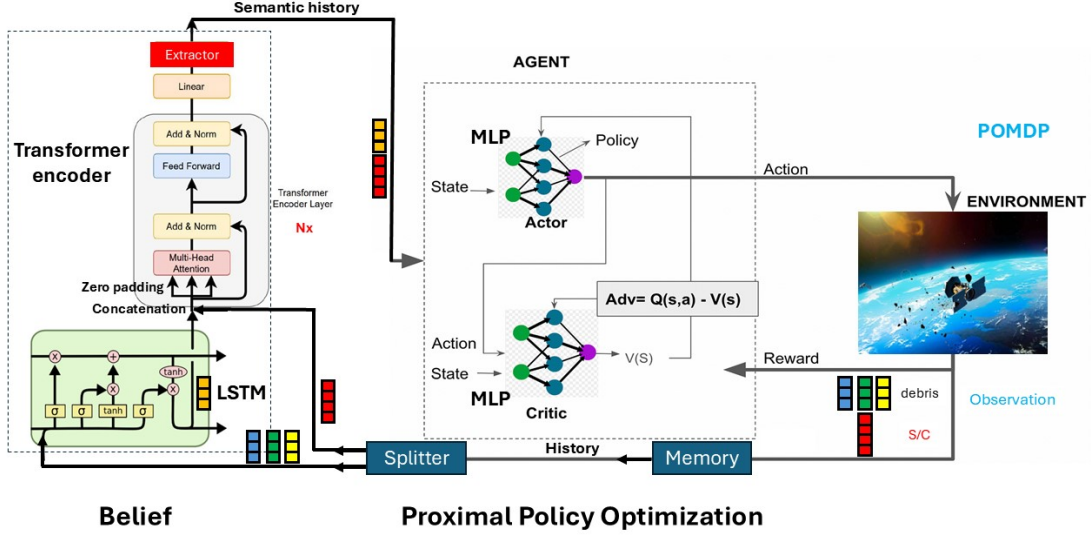 Semantic history
Extractor
Linear
Add & Norm
Feed Forward
Transformer
encoder
Transformer
Encoder Layer
Nx
Add & Norm
Multi-Head
Attention
Zero padding
Concatenation
x
+
tanh
x
x
σ
σ
tanh
σ
LSTM
AGENT
MLP
Policy
State
Actor
Action
Adv= Q(s,a) - V(s)
Action
State
V(S)
MLP
Critic
POMDP
ENVIRONMENT
Reward
debris
Observation
S/C
History
Splitter
Memory
Belief
Proximal Policy Optimization